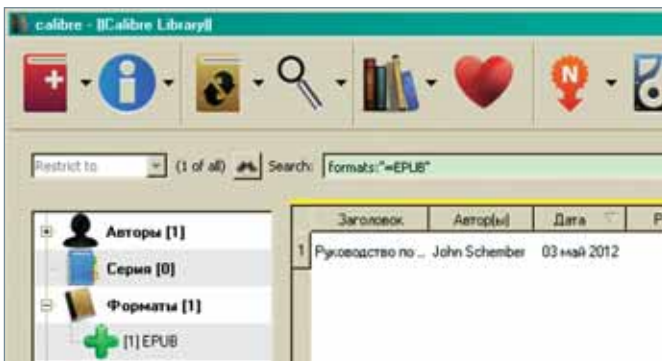 calibre - ||Calibre Library||
N
Restrict to (1 of all) Search: formats:"=EPUB"
Заголовок Автор(ы) Дата
Авторы [1]
1 Руководство по ... John Schember 03 май 2012
Серия [0]
Форматы [1]
[1] EPUB